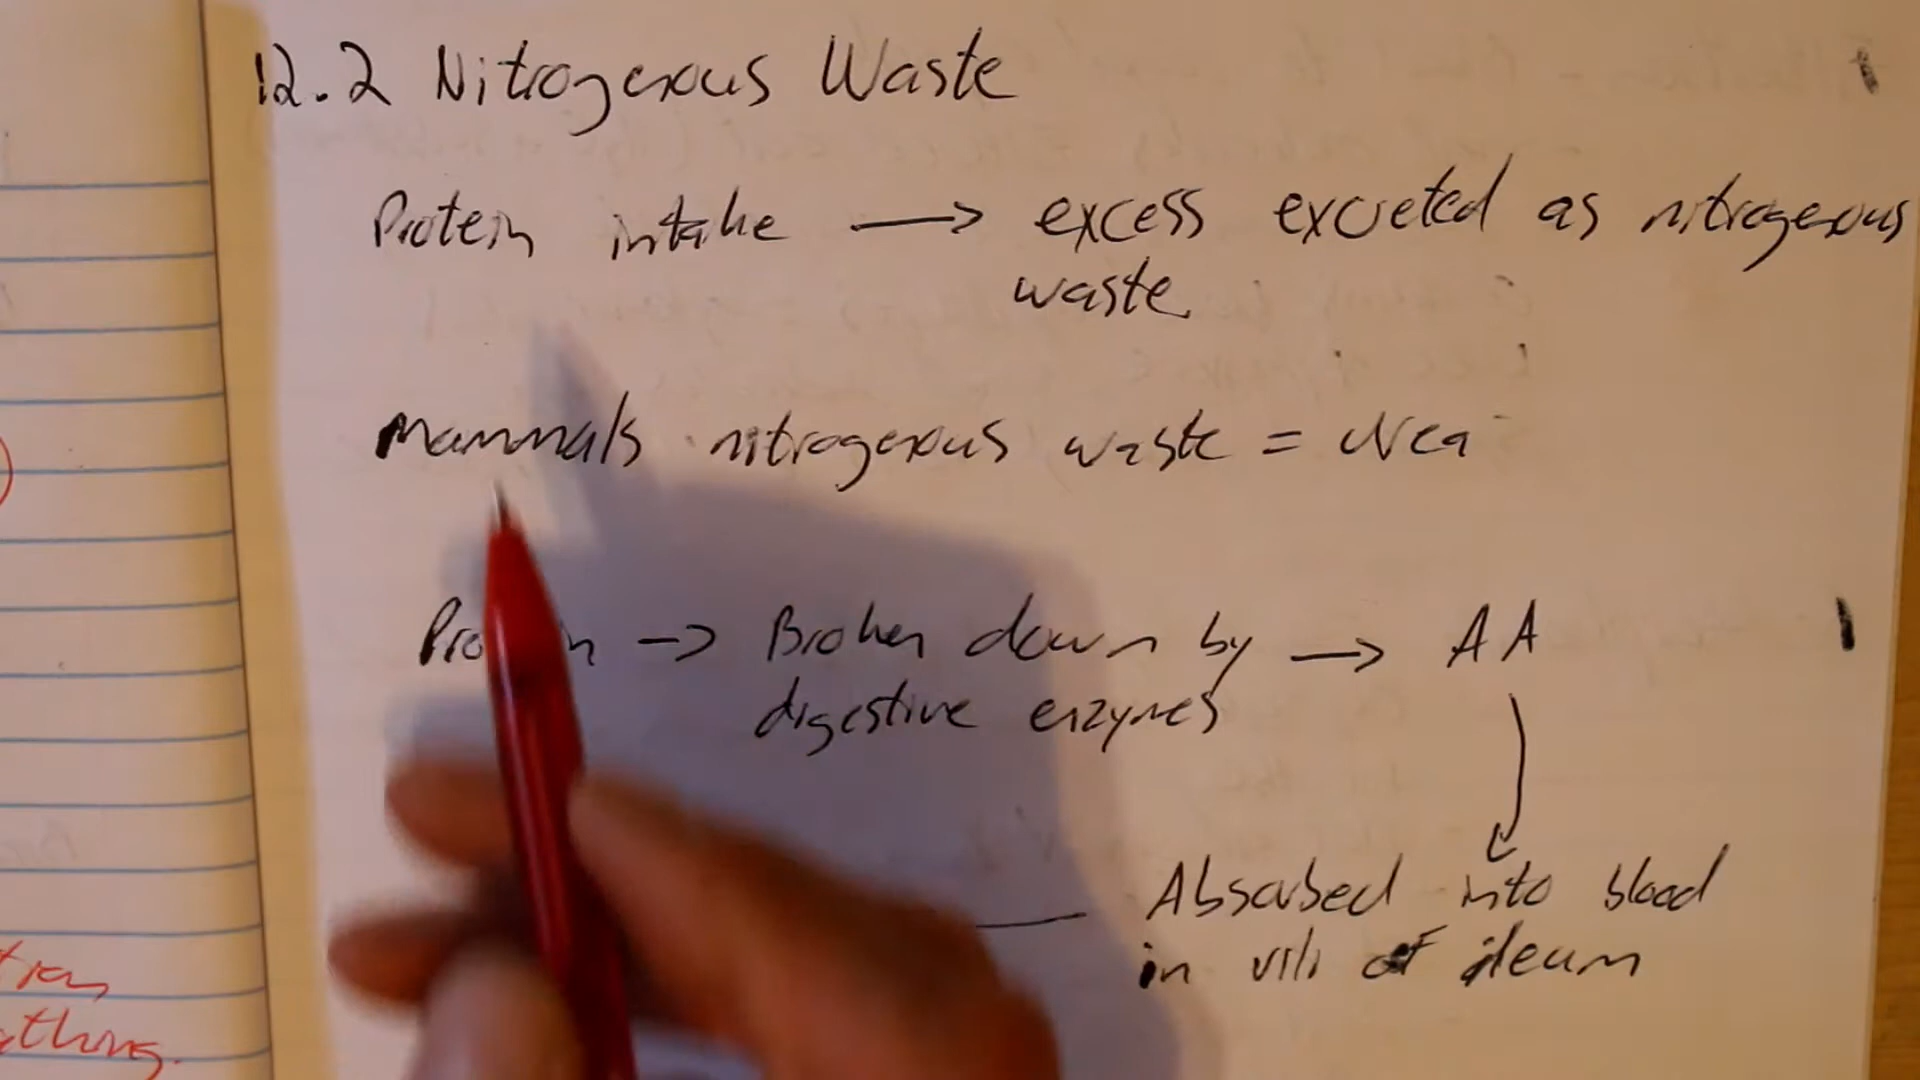 12.2 Nitrogenous Waste
Protein intake → excess excreted as nitrogenous
waste
Mammals nitrogenous waste = Urea
→ Broken down by → AA
digestive enzymes
Absorbed into blood
in villi of ileum
thing.